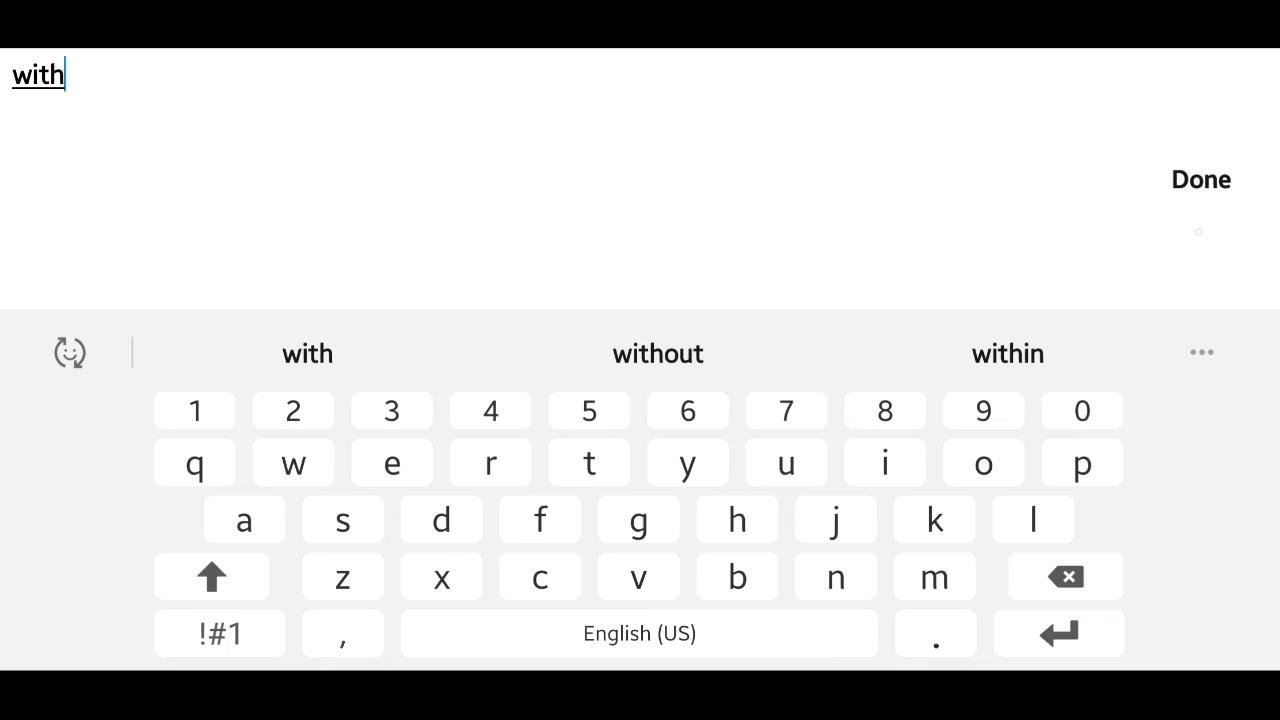 with
Done
with without within
1 2 3 4 5 6 7 8 9 0
q w e r t y u i o p
a s d f g h j k l
z x c v b n m
!#1 , English (US) .